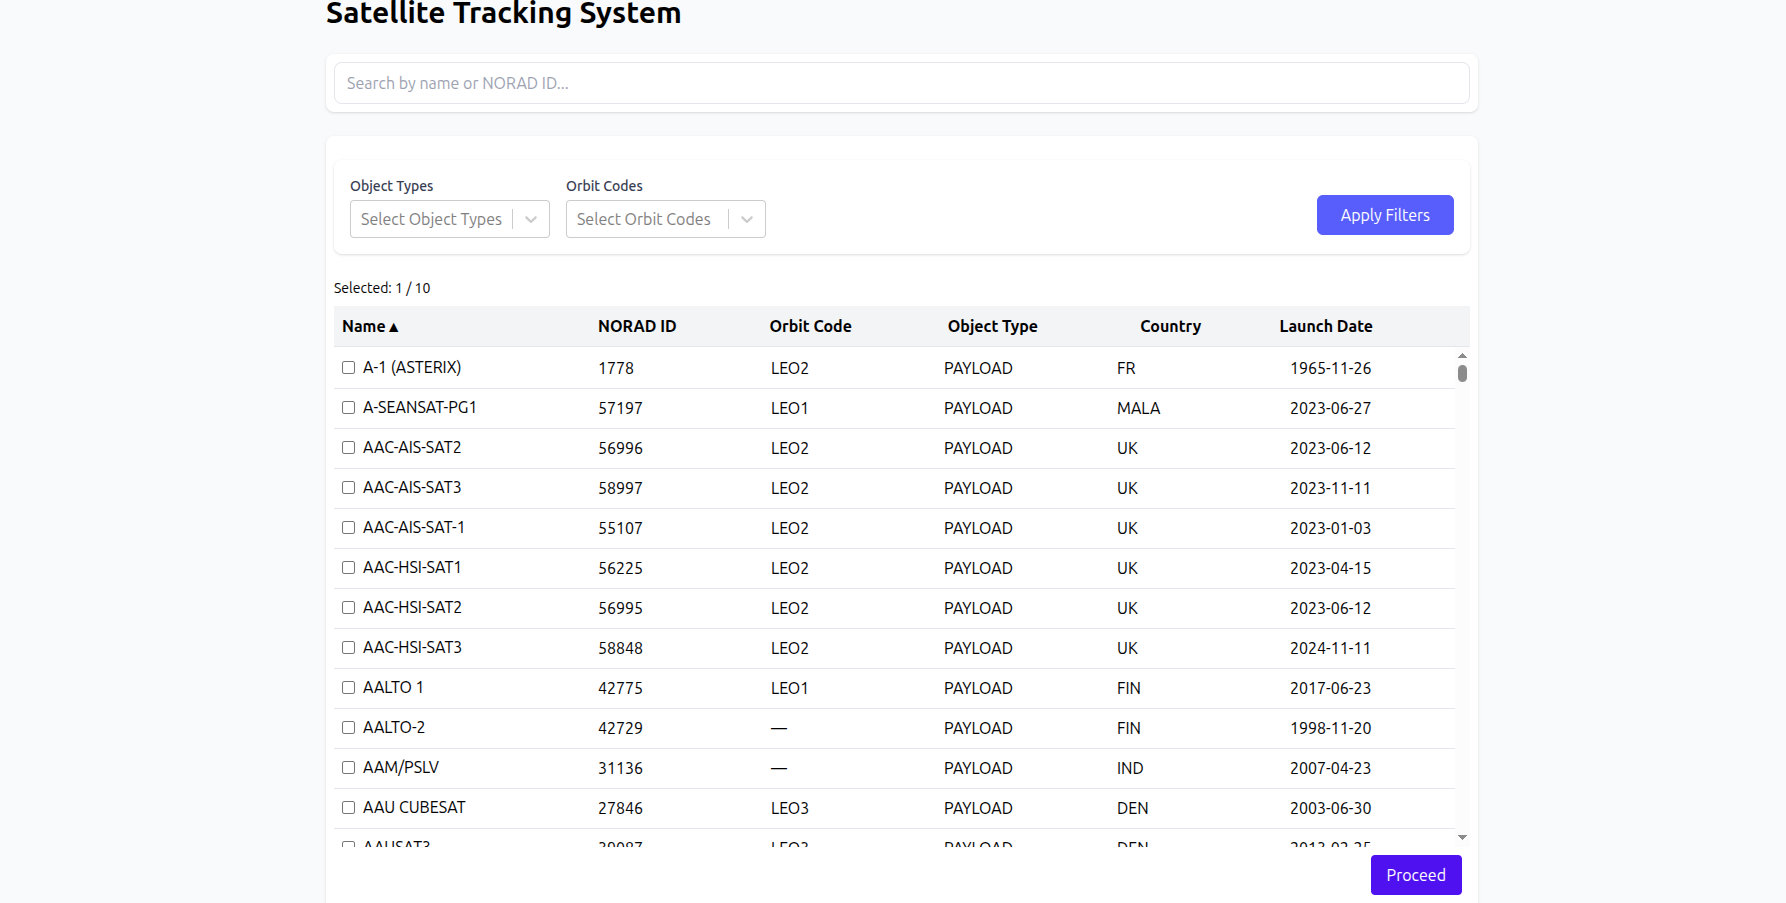 Satellite Tracking System
Search by name or NORAD ID...
Object Types Orbit Codes
Select Object Types Select Orbit Codes Apply Filters
Selected: 1 / 10
Name▲ NORAD ID Orbit Code Object Type Country Launch Date
A-1 (ASTERIX) 1778 LEO2 PAYLOAD FR 1965-11-26
A-SEANSAT-PG1 57197 LEO1 PAYLOAD MALA 2023-06-27
AAC-AIS-SAT2 56996 LEO2 PAYLOAD UK 2023-06-12
AAC-AIS-SAT3 58997 LEO2 PAYLOAD UK 2023-11-11
AAC-AIS-SAT-1 55107 LEO2 PAYLOAD UK 2023-01-03
AAC-HSI-SAT1 56225 LEO2 PAYLOAD UK 2023-04-15
AAC-HSI-SAT2 56995 LEO2 PAYLOAD UK 2023-06-12
AAC-HSI-SAT3 58848 LEO2 PAYLOAD UK 2024-11-11
AALTO 1 42775 LEO1 PAYLOAD FIN 2017-06-23
AALTO-2 42729 — PAYLOAD FIN 1998-11-20
AAM/PSLV 31136 — PAYLOAD IND 2007-04-23
AAU CUBESAT 27846 LEO3 PAYLOAD DEN 2003-06-30
AAUSAT3 PAYLOAD DEN
Proceed